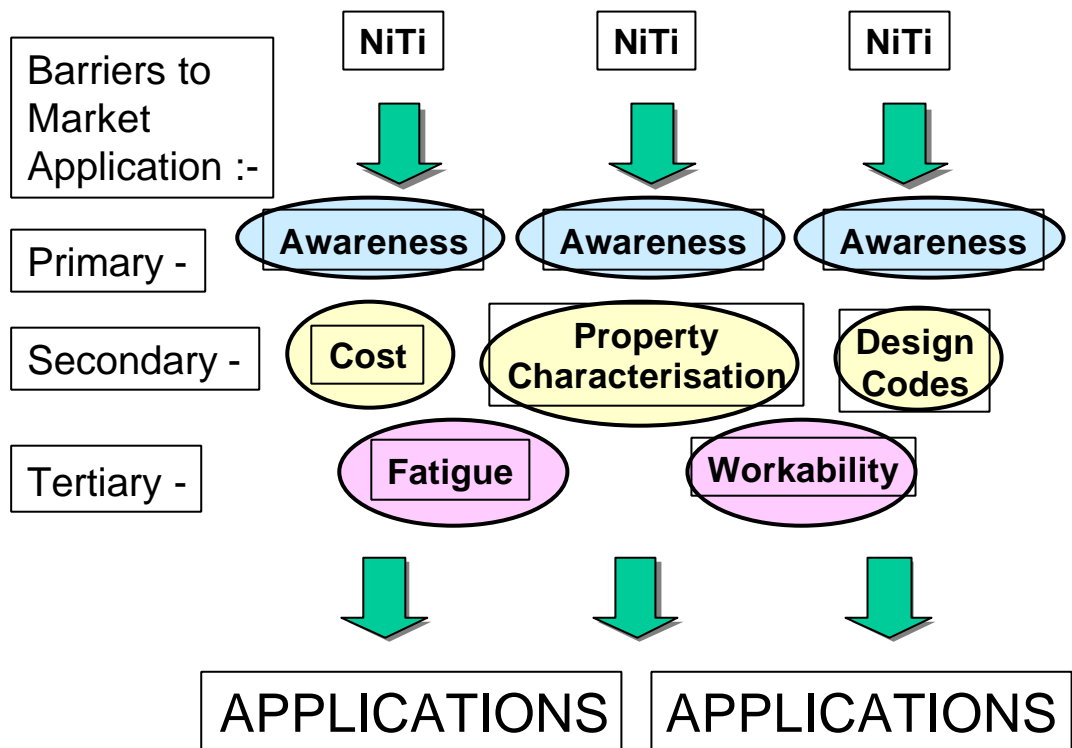 NiTi NiTi NiTi
Barriers to
Market
Application :-
Primary -
Awareness Awareness Awareness
Secondary -
Cost
Property
Characterisation
Design
Codes
Tertiary -
Fatigue Workability
APPLICATIONS APPLICATIONS